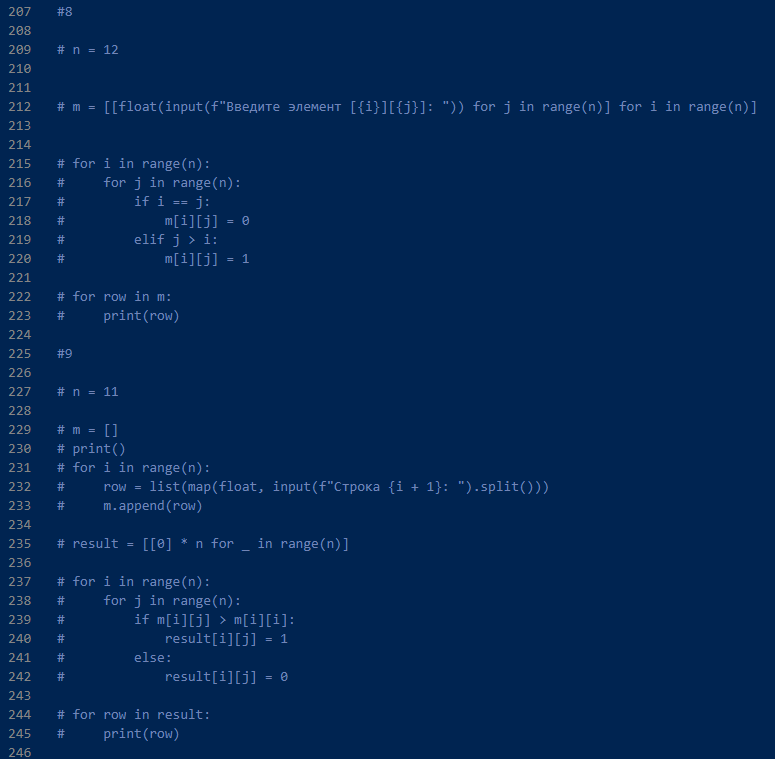 207 #8
208
209 # n = 12
210
211
212 # m = [[float(input(f"Введите элемент [{i}][{j}]: ")) for j in range(n)] for i in range(n)]
213
214
215 # for i in range(n):
216 #     for j in range(n):
217 #         if i == j:
218 #             m[i][j] = 0
219 #         elif j > i:
220 #             m[i][j] = 1
221
222 # for row in m:
223 #     print(row)
224
225 #9
226
227 # n = 11
228
229 # m = []
230 # print()
231 # for i in range(n):
232 #     row = list(map(float, input(f"Строка {i + 1}: ").split()))
233 #     m.append(row)
234
235 # result = [[0] * n for _ in range(n)]
236
237 # for i in range(n):
238 #     for j in range(n):
239 #         if m[i][j] > m[i][i]:
240 #             result[i][j] = 1
241 #         else:
242 #             result[i][j] = 0
243
244 # for row in result:
245 #     print(row)
246